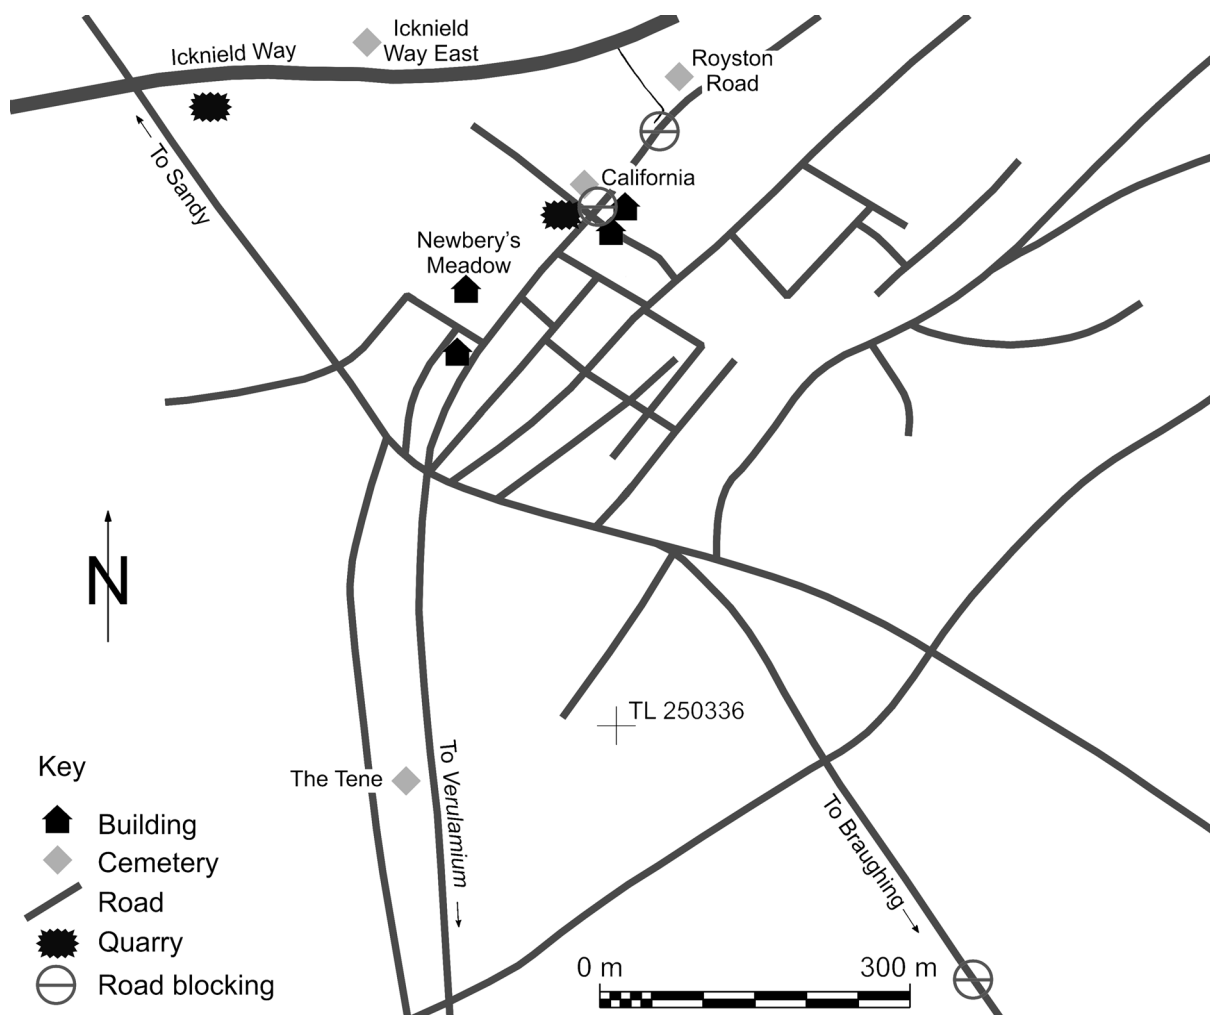 Icknield
Way East
Icknield Way
Royston
Road
To Sandy
California
Newbery's
Meadow
N
TL 250336
The Tene
To Verulamium
To Braughing
Key
Building
Cemetery
Road
Quarry
Road blocking
0 m
300 m